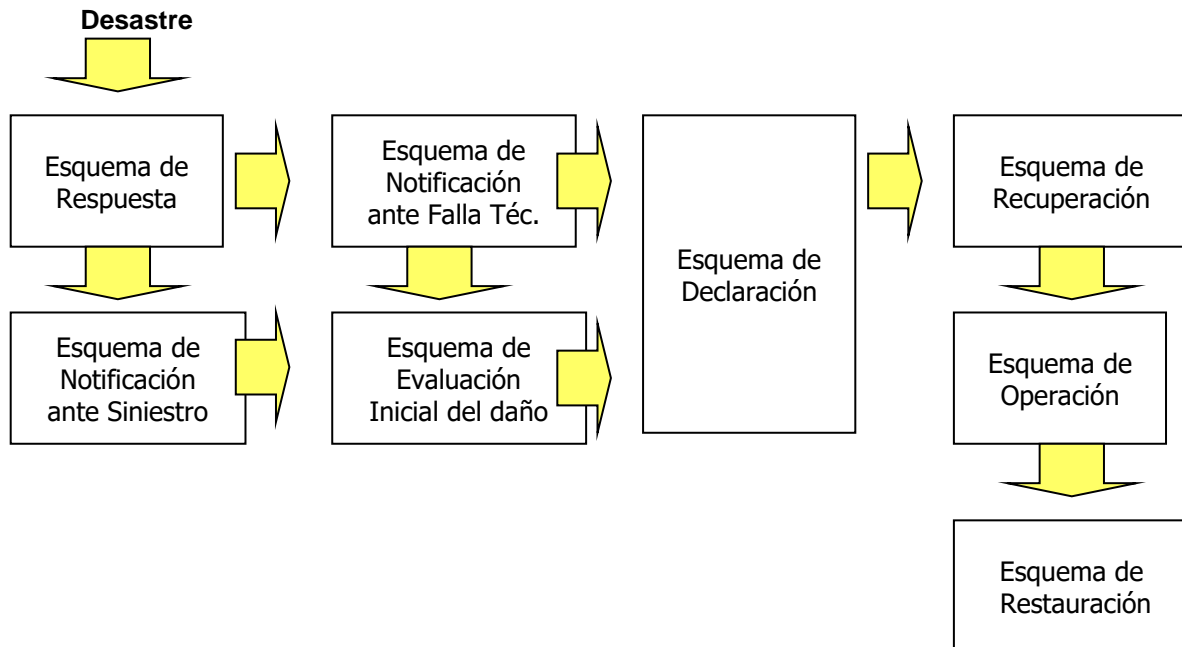 Desastre
Esquema de
Respuesta
Esquema de
Notificación
ante Falla Téc.
Esquema de
Declaración
Esquema de
Recuperación
Esquema de
Notificación
ante Siniestro
Esquema de
Evaluación
Inicial del daño
Esquema de
Operación
Esquema de
Restauración